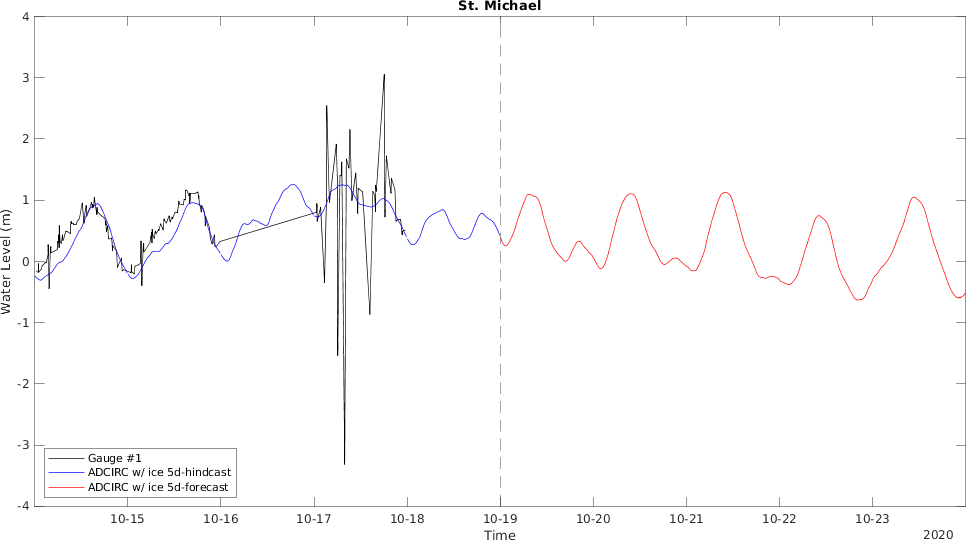 St. Michael
4
3
2
1
0
-1
-2
-3
-4
Water Level (m)
Gauge #1
ADCIRC w/ ice 5d-hindcast
ADCIRC w/ ice 5d-forecast
10-15 10-16 10-17 10-18 10-19 10-20 10-21 10-22 10-23
Time
2020